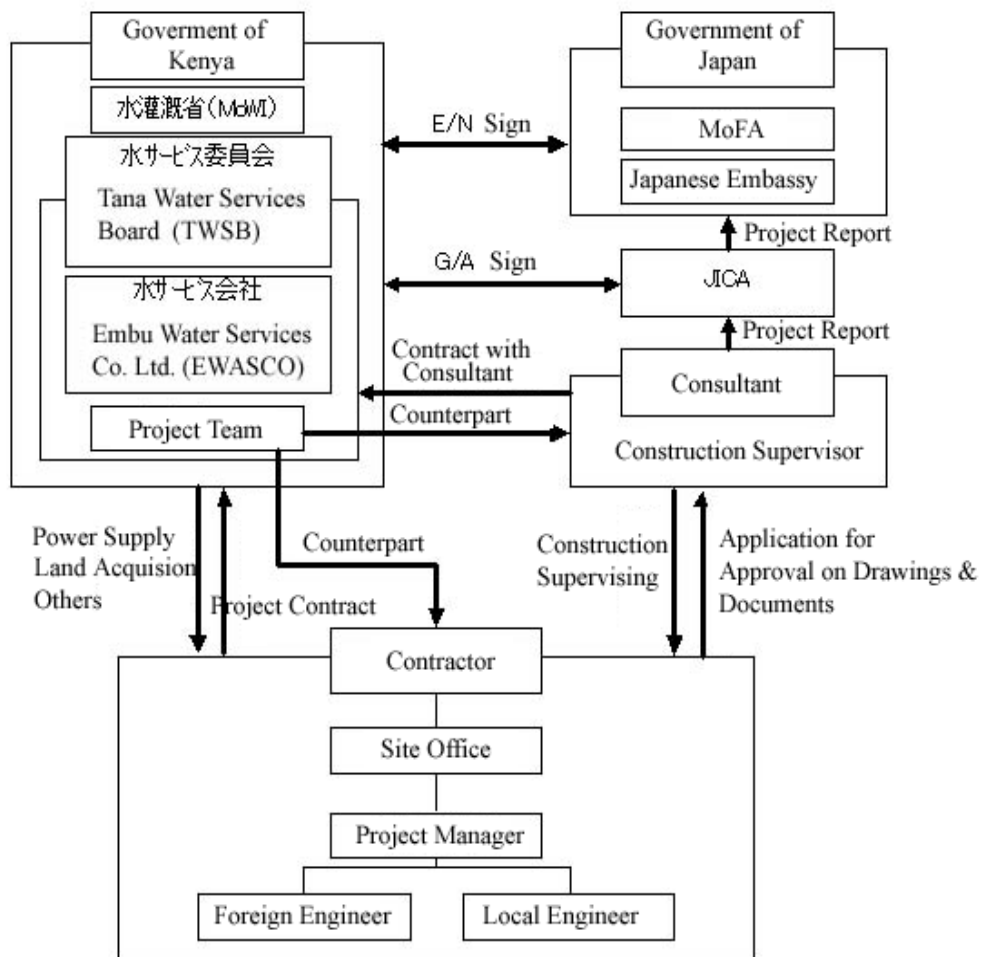 Goverment of
Kenya
水灌漑省(MoWI)
水サービス委員会
Tana Water Services
Board (TWSB)
水サービス会社
Embu Water Services
Co. Ltd. (EWASCO)
Project Team
E/N Sign
G/A Sign
Contract with
Consultant
Counterpart
Government of
Japan
MoFA
Japanese Embassy
Project Report
JICA
Project Report
Consultant
Construction Supervisor
Power Supply
Land Acquision
Others
Project Contract
Counterpart
Construction
Supervising
Application for
Approval on Drawings &
Documents
Contractor
Site Office
Project Manager
Foreign Engineer
Local Engineer